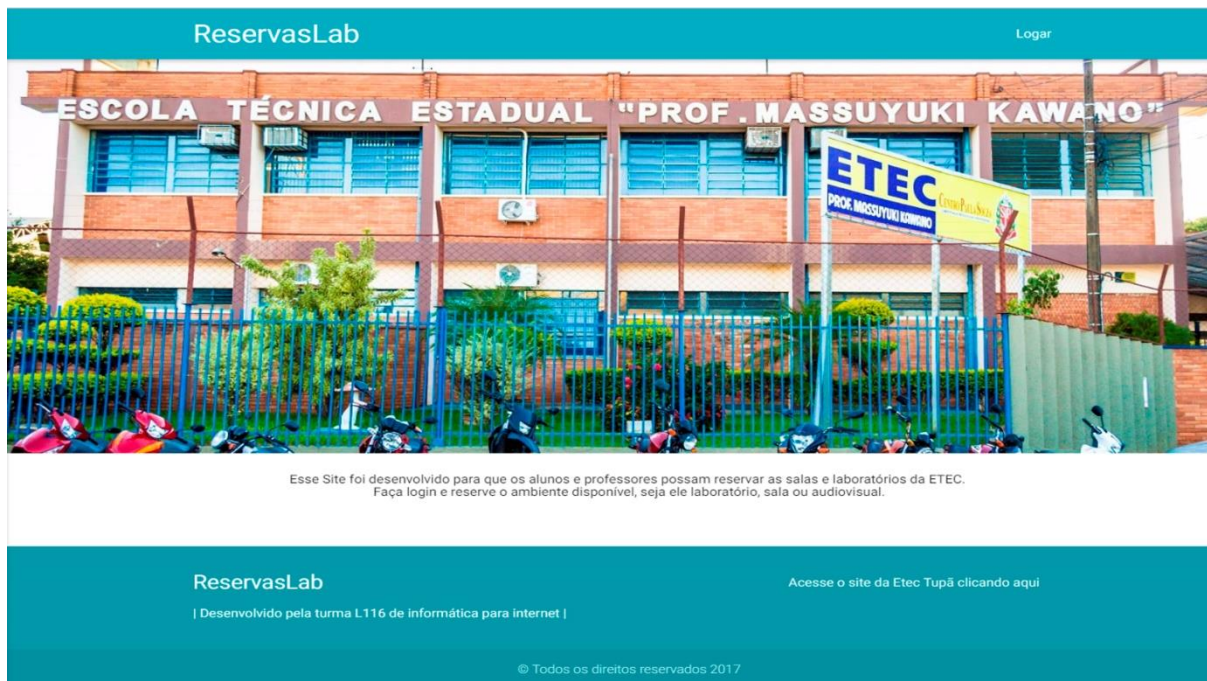 ReservasLab
Logar
ESCOLA TÉCNICA ESTADUAL "PROF. MASSUYUKI KAWANO"
ETEC
PROF. MASSUYUKI KAWANO
CENTRO PAULA SOUZA
Esse Site foi desenvolvido para que os alunos e professores possam reservar as salas e laboratórios da ETEC.
Faça login e reserve o ambiente disponível, seja ele laboratório, sala ou audiovisual.
ReservasLab
Acesse o site da Etec Tupã clicando aqui
| Desenvolvido pela turma L116 de informática para internet |
© Todos os direitos reservados 2017